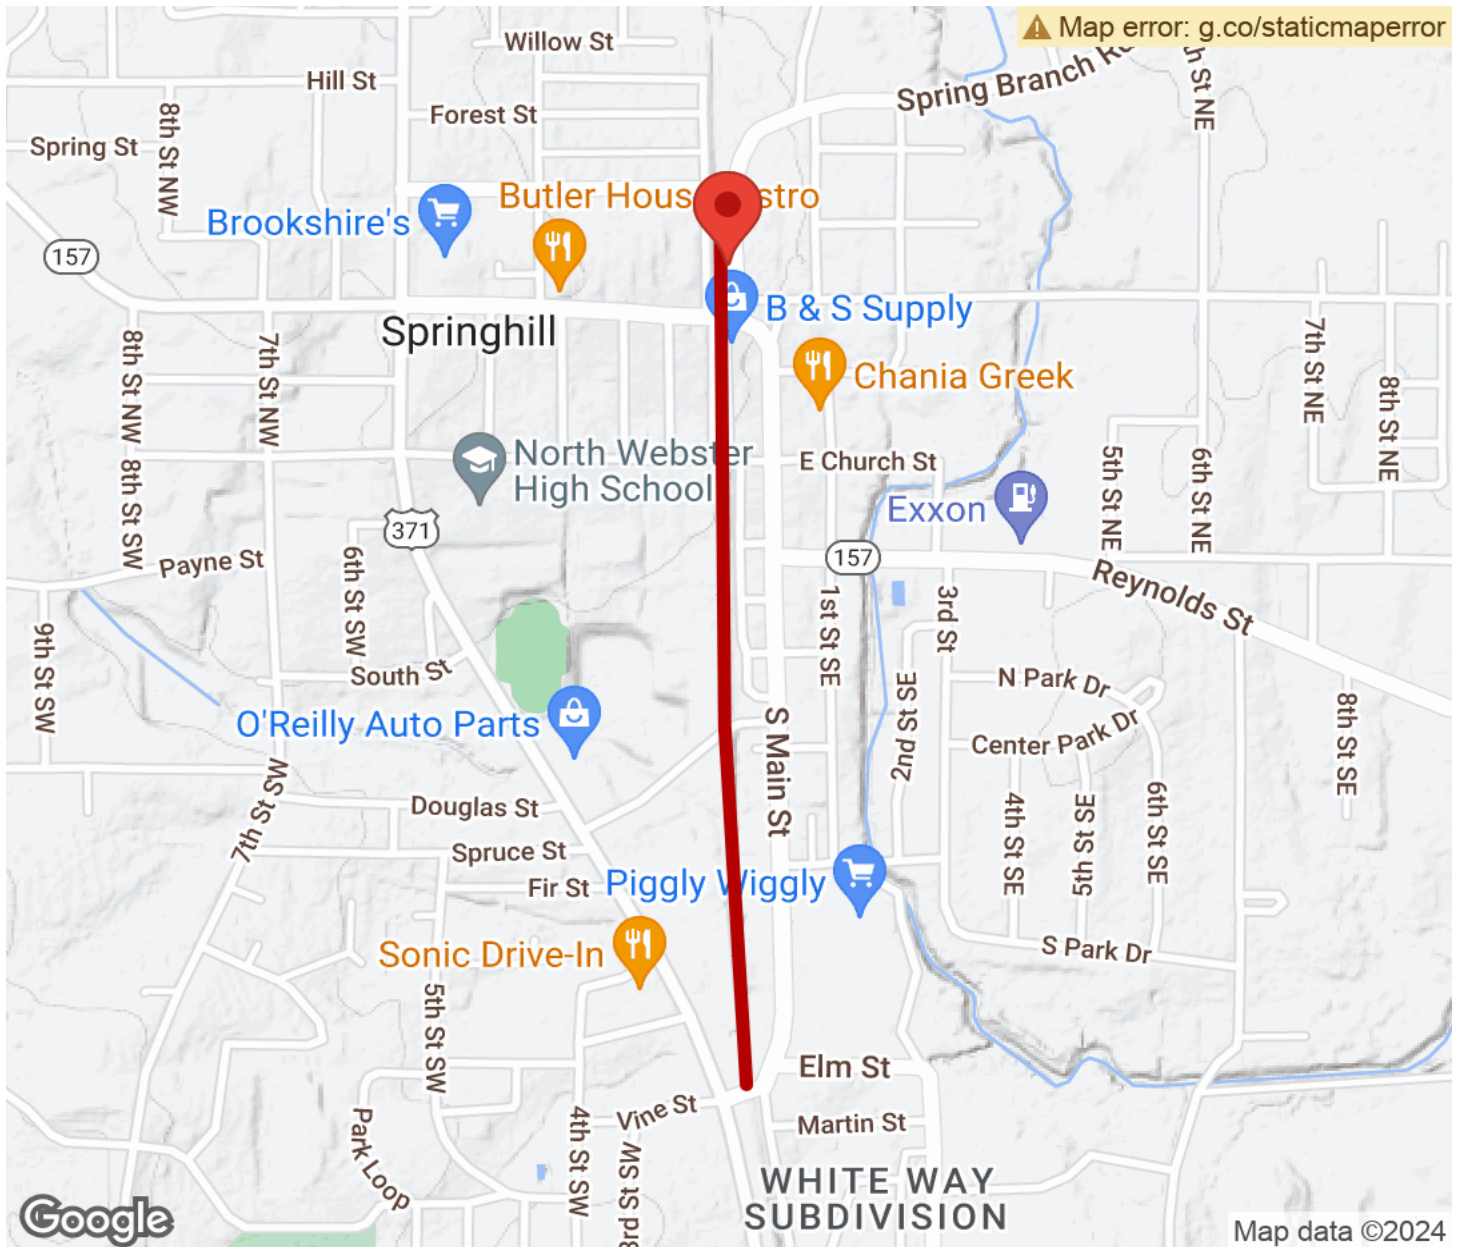 Map error: g.co/staticmaperror
Willow St
Hill St
Spring Branch
Forest St
8th St NW
Spring St
Butler Hous
stro
Brookshire's
157
B & S Supply
Springhill
8th St NW
7th St NW
7th St NE
Chania Greek
8th St NE
North Webster
High School
E Church St
8th St SW
5th St NE
6th St NE
Exxon
371
Payne St
157
Reynolds St
6th St SW
1st St SE
3rd St
9th St SW
South St
N Park Dr
2nd St SE
O'Reilly Auto Parts
S Main St
Center Park Dr
8th St SE
7th St SW
Douglas St
4th St SE
5th St SE
6th St SE
Spruce St
Fir St
Piggly Wiggly
Sonic Drive-In
S Park Dr
5th St SW
Elm St
Vine St
Martin St
Park Loop
4th St SW
3rd St SW
WHITE WAY
SUBDIVISION
Google
Map data ©2024